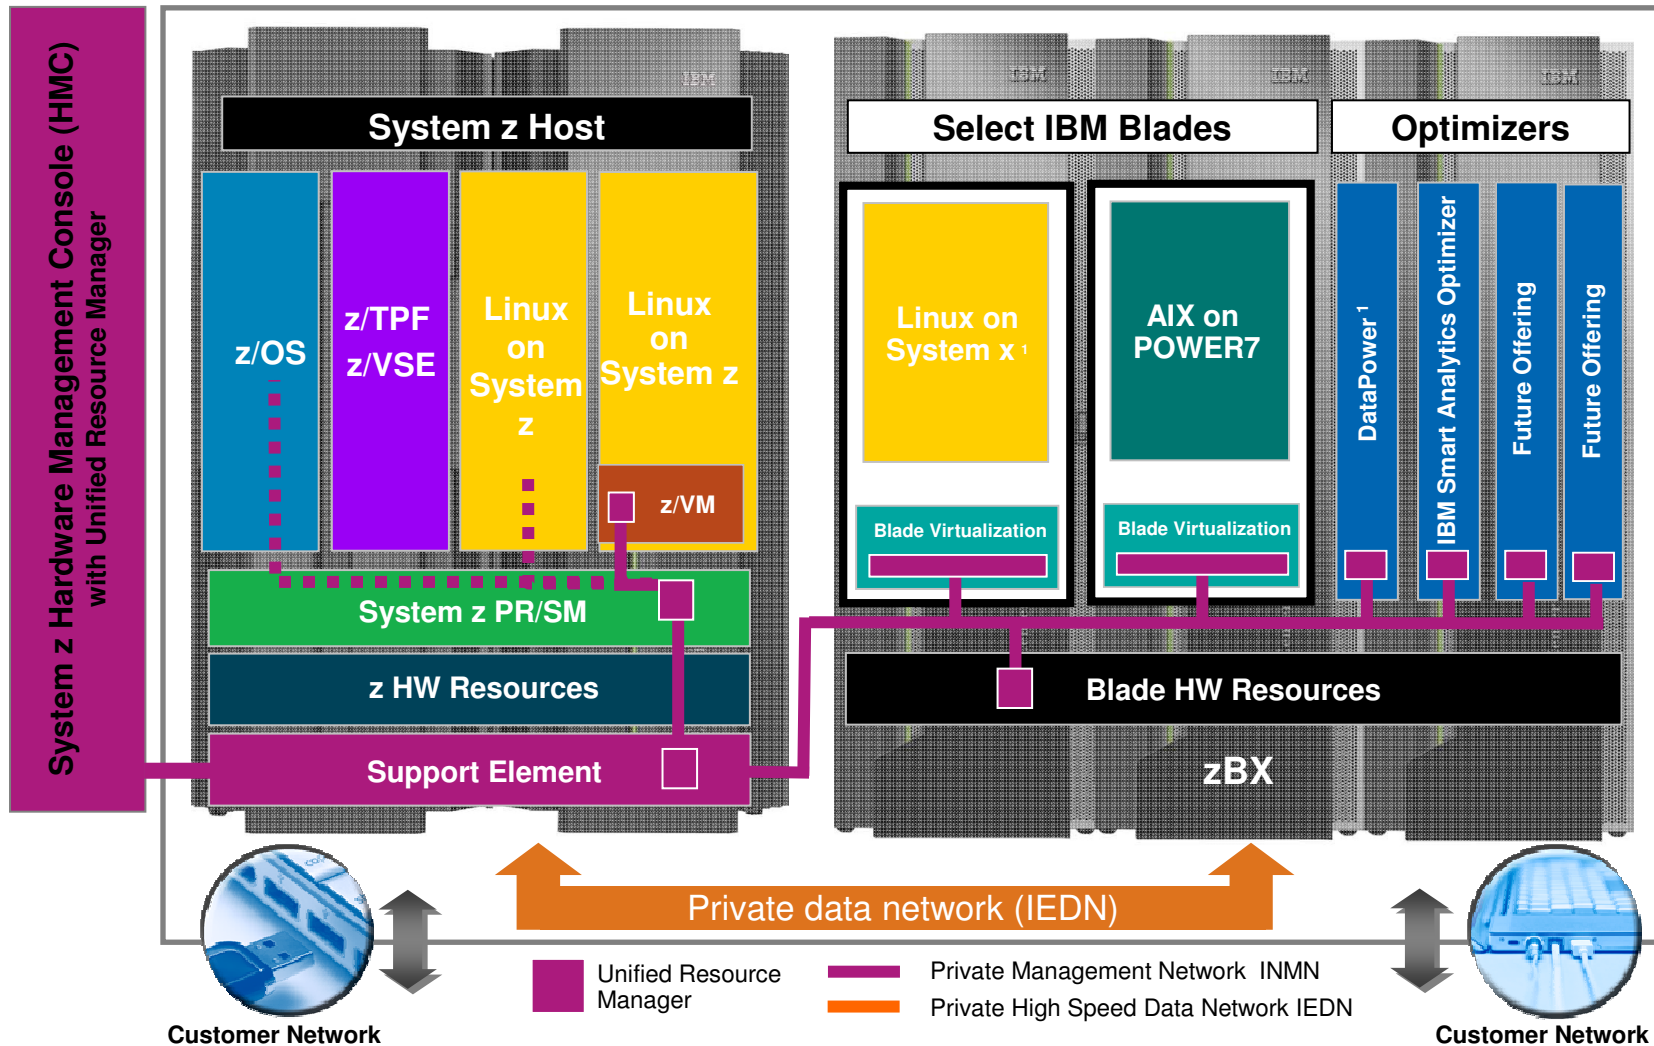 System z Hardware Management Console (HMC)
with Unified Resource Manager
IBM
IBM
IBM
IBM
System z Host
Select IBM Blades
Optimizers
z/OS
z/TPF
z/VSE
Linux
on
System
z
Linux
on
System z
z/VM
Linux on
System x 1
AIX on
POWER7
Blade Virtualization
Blade Virtualization
DataPower 1
IBM Smart Analytics Optimizer
Future Offering
Future Offering
System z PR/SM
z HW Resources
Support Element
Blade HW Resources
zBX
Private data network (IEDN)
Unified Resource
Manager
Private Management Network INMN
Private High Speed Data Network IEDN
Customer Network
Customer Network